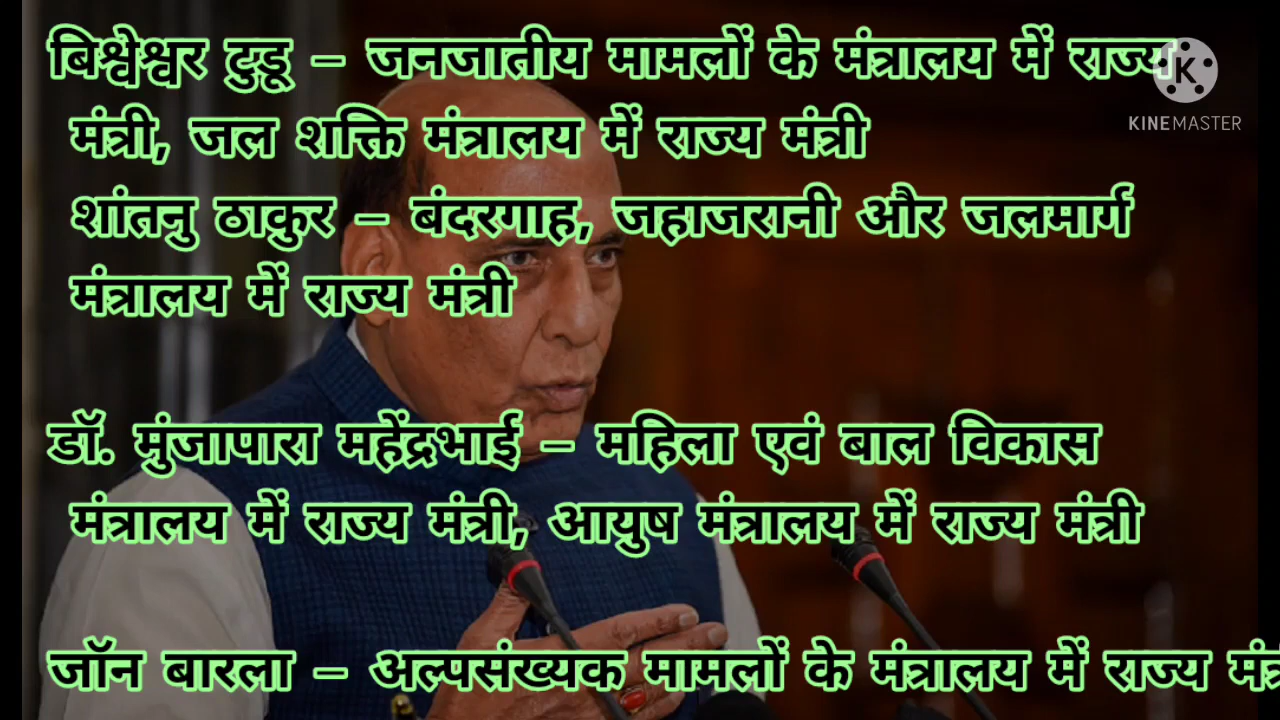 बिश्वेश्वर टुडू – जनजातीय मामलों के मंत्रालय में राज्य
मंत्री, जल शक्ति मंत्रालय में राज्य मंत्री
शांतनु ठाकुर – बंदरगाह, जहाजरानी और जलमार्ग
मंत्रालय में राज्य मंत्री
डॉ. मुंजापारा महेंद्रभाई – महिला एवं बाल विकास
मंत्रालय में राज्य मंत्री, आयुष मंत्रालय में राज्य मंत्री
जॉन बारला – अल्पसंख्यक मामलों के मंत्रालय में राज्य
K
KINEMASTER